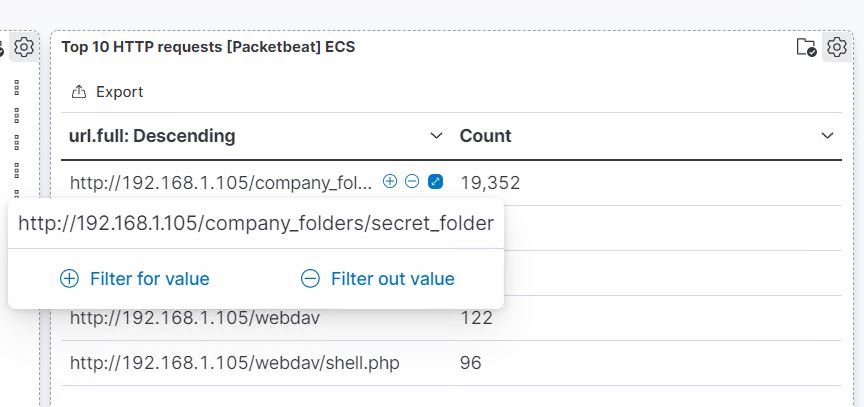 Top 10 HTTP requests [Packetbeat] ECS
Export
url.full: Descending Count
http://192.168.1.105/company_fol... 19,352
http://192.168.1.105/company_folders/secret_folder
Filter for value Filter out value
http://192.168.1.105/webdav 122
http://192.168.1.105/webdav/shell.php 96